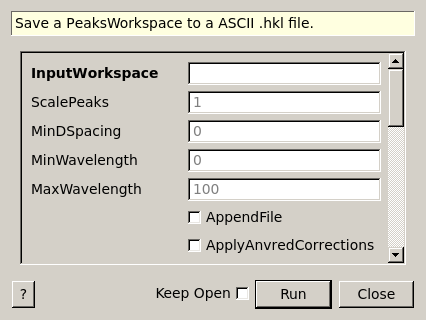 Save a PeaksWorkspace to a ASCII .hkl file.
InputWorkspace
ScalePeaks 1
MinDSpacing 0
MinWavelength 0
MaxWavelength 100
AppendFile
ApplyAnvredCorrections
? Keep Open Run Close